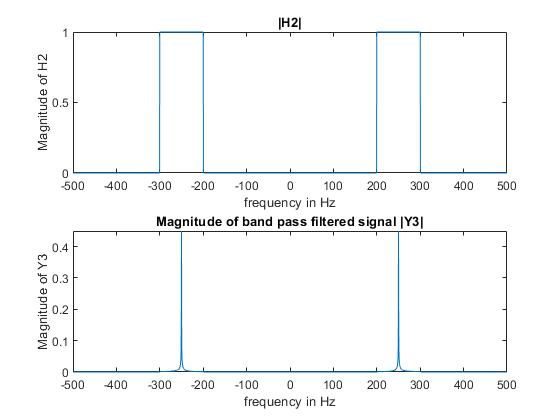 |H2|
1
0.5
0
Magnitude of H2
-500 -400 -300 -200 -100 0 100 200 300 400 500
frequency in Hz
Magnitude of band pass filtered signal |Y3|
0.4
0.3
0.2
0.1
0
Magnitude of Y3
-500 -400 -300 -200 -100 0 100 200 300 400 500
frequency in Hz